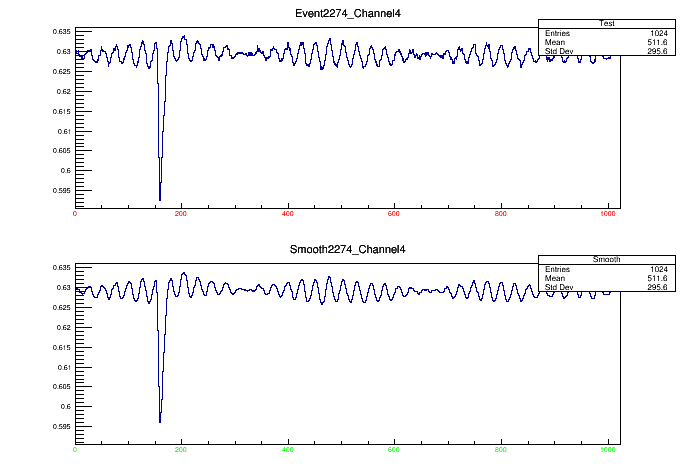 Event2274_Channel4
Test
Entries 1024
Mean 511.6
Std Dev 295.6
0.635
0.63
0.625
0.62
0.615
0.61
0.605
0.6
0.595
0 200 400 600 800 1000
Smooth2274_Channel4
Smooth
Entries 1024
Mean 511.6
Std Dev 295.6
0.635
0.63
0.625
0.62
0.615
0.61
0.605
0.6
0.595
0 200 400 600 800 1000